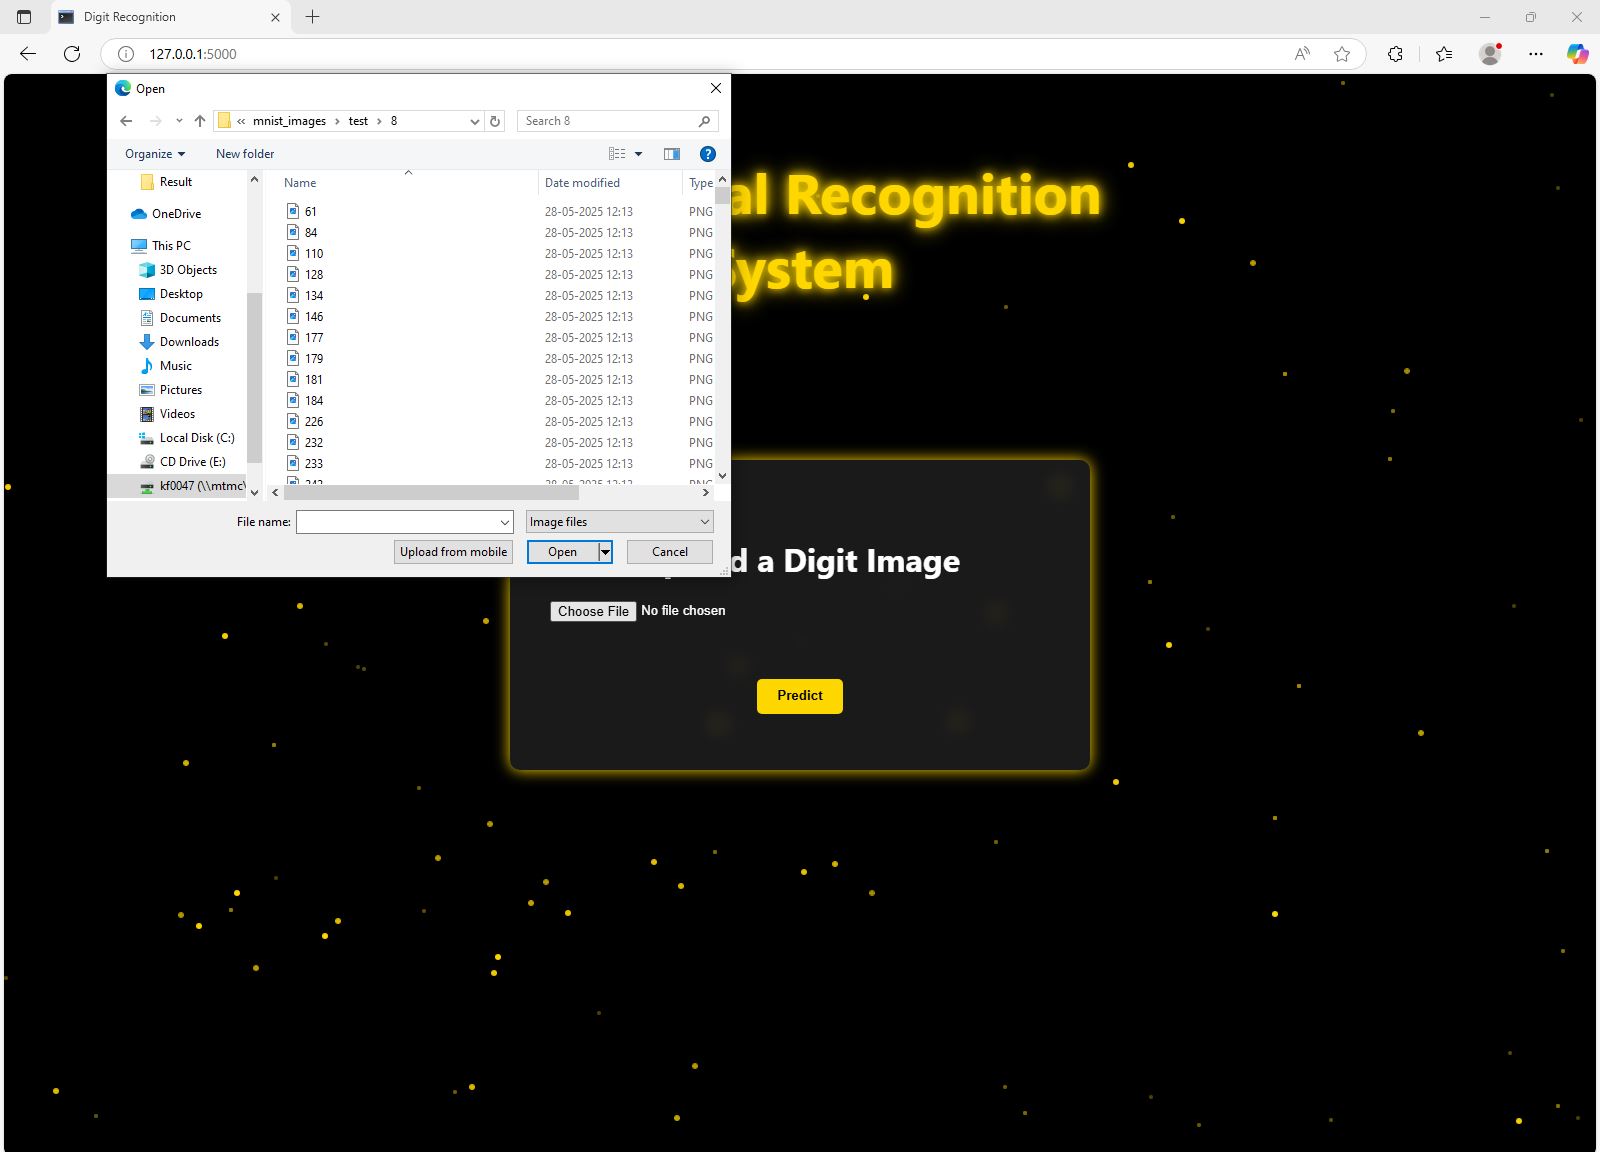 Digit Recognition
127.0.0.1:5000
Open
« mnist_images > test > 8
Search 8
Organize
New folder
Name
Date modified
Type
Result
OneDrive
This PC
3D Objects
Desktop
Documents
Downloads
Music
Pictures
Videos
Local Disk (C:)
CD Drive (E:)
kf0047 (\\mtmc\
61 28-05-2025 12:13 PNG
84 28-05-2025 12:13 PNG
110 28-05-2025 12:13 PNG
128 28-05-2025 12:13 PNG
134 28-05-2025 12:13 PNG
146 28-05-2025 12:13 PNG
177 28-05-2025 12:13 PNG
179 28-05-2025 12:13 PNG
181 28-05-2025 12:13 PNG
184 28-05-2025 12:13 PNG
226 28-05-2025 12:13 PNG
232 28-05-2025 12:13 PNG
233 28-05-2025 12:13 PNG
File name:
Image files
Upload from mobile
Open
Cancel
al Recognition
System
d a Digit Image
Choose File No file chosen
Predict